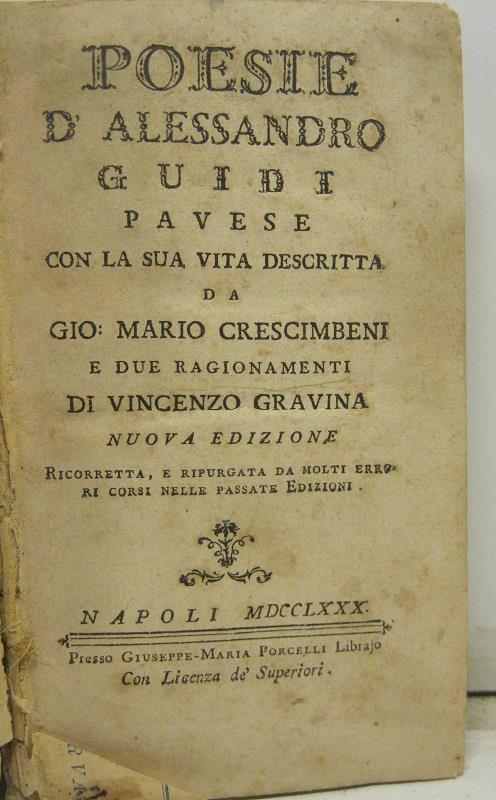 POESIE
D' ALESSANDRO
GUIDI
PAVESE
CON LA SUA VITA DESCRITTA
DA
GIO: MARIO CRESCIMBENI
E DUE RAGIONAMENTI
DI VINCENZO GRAVINA
NUOVA EDIZIONE
RICORRETTA, E RIPURGATA DA MOLTI ERRO-
RI CORSI NELLE PASSATE EDIZIONI.
NAPOLI MDCCLXXX.
Presso GIUSEPPE-MARIA PORCELLI Librajo
Con Licenza de' Superiori.